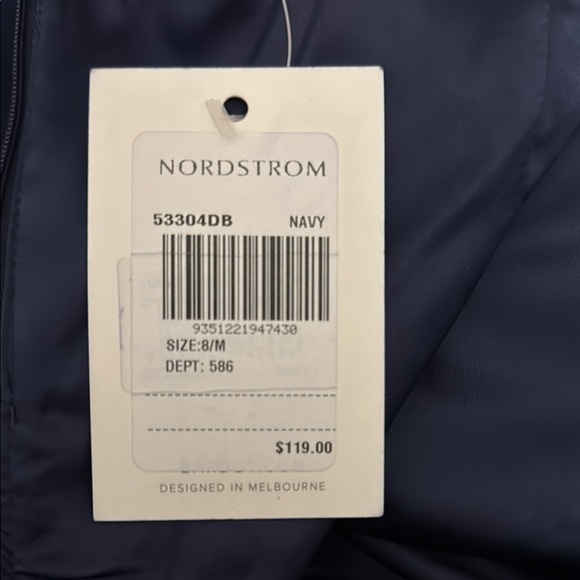 NORDSTROM
53304DB NAVY
9351221947430
SIZE:8/M
DEPT: 586
$119.00
DESIGNED IN MELBOURNE